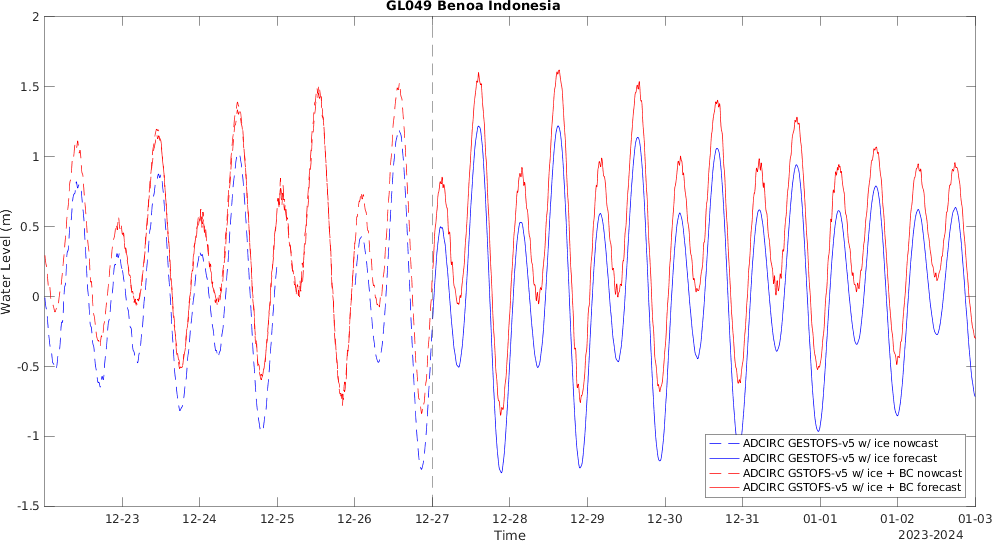 GL049 Benoa Indonesia
2
1.5
1
0.5
0
-0.5
-1
-1.5
Water Level (m)
ADCIRC GESTOFS-v5 w/ ice nowcast
ADCIRC GESTOFS-v5 w/ ice forecast
ADCIRC GSTOFS-v5 w/ ice + BC nowcast
ADCIRC GSTOFS-v5 w/ ice + BC forecast
12-23 12-24 12-25 12-26 12-27 12-28 12-29 12-30 12-31 01-01 01-02 01-03
Time
2023-2024